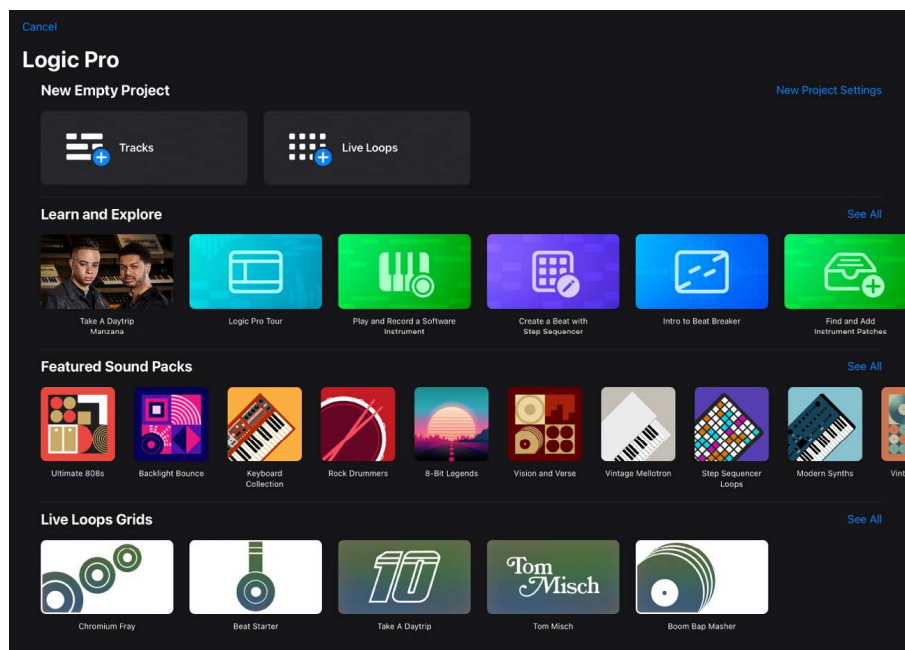 Cancel
Logic Pro
New Empty Project
New Project Settings
Tracks
Live Loops
Learn and Explore
See All
Take A Daytrip
Manzana
Logic Pro Tour
Play and Record a Software
Instrument
Create a Beat with
Step Sequencer
Intro to Beat Breaker
Find and Add
Instrument Patches
Featured Sound Packs
See All
Ultimate 808s
Backlight Bounce
Keyboard
Collection
Rock Drummers
8-Bit Legends
Vision and Verse
Vintage Mellotron
Step Sequencer
Loops
Modern Synths
Vint
Live Loops Grids
See All
10
Tom
Misch
Chromium Fray
Beat Starter
Take A Daytrip
Tom Misch
Boom Bap Masher